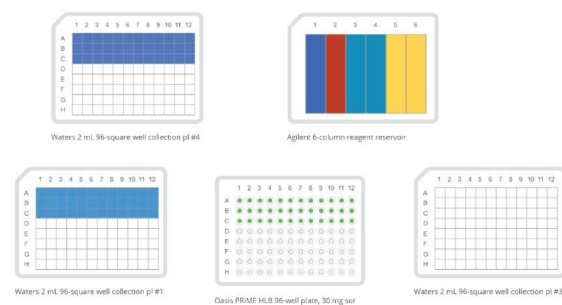 1 2 3 4 5 6 7 8 9 10 11 12
A
B
C
D
E
F
G
H
Waters 2 mL 96-square well collection pl #4
1 2 3 4 5 6
Agilent 6-column reagent reservoir
1 2 3 4 5 6 7 8 9 10 11 12
A
B
C
D
E
F
G
H
Waters 2 mL 96-square well collection pl #1
1 2 3 4 5 6 7 8 9 10 11 12
A
B
C
D
E
F
G
H
Oasis PRiME HLB 96-well plate, 30 mg sor
1 2 3 4 5 6 7 8 9 10 11 12
A
B
C
D
E
F
G
H
Waters 2 mL 96-square well collection pl #3